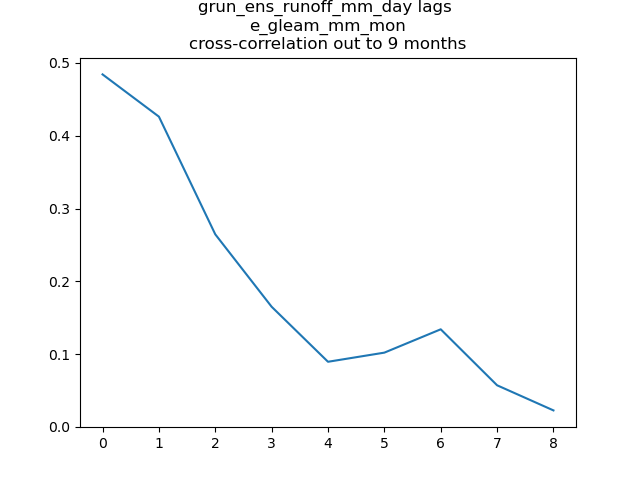 grun_ens_runoff_mm_day lags
e_gleam_mm_mon
cross-correlation out to 9 months
0.5
0.4
0.3
0.2
0.1
0.0
0 1 2 3 4 5 6 7 8